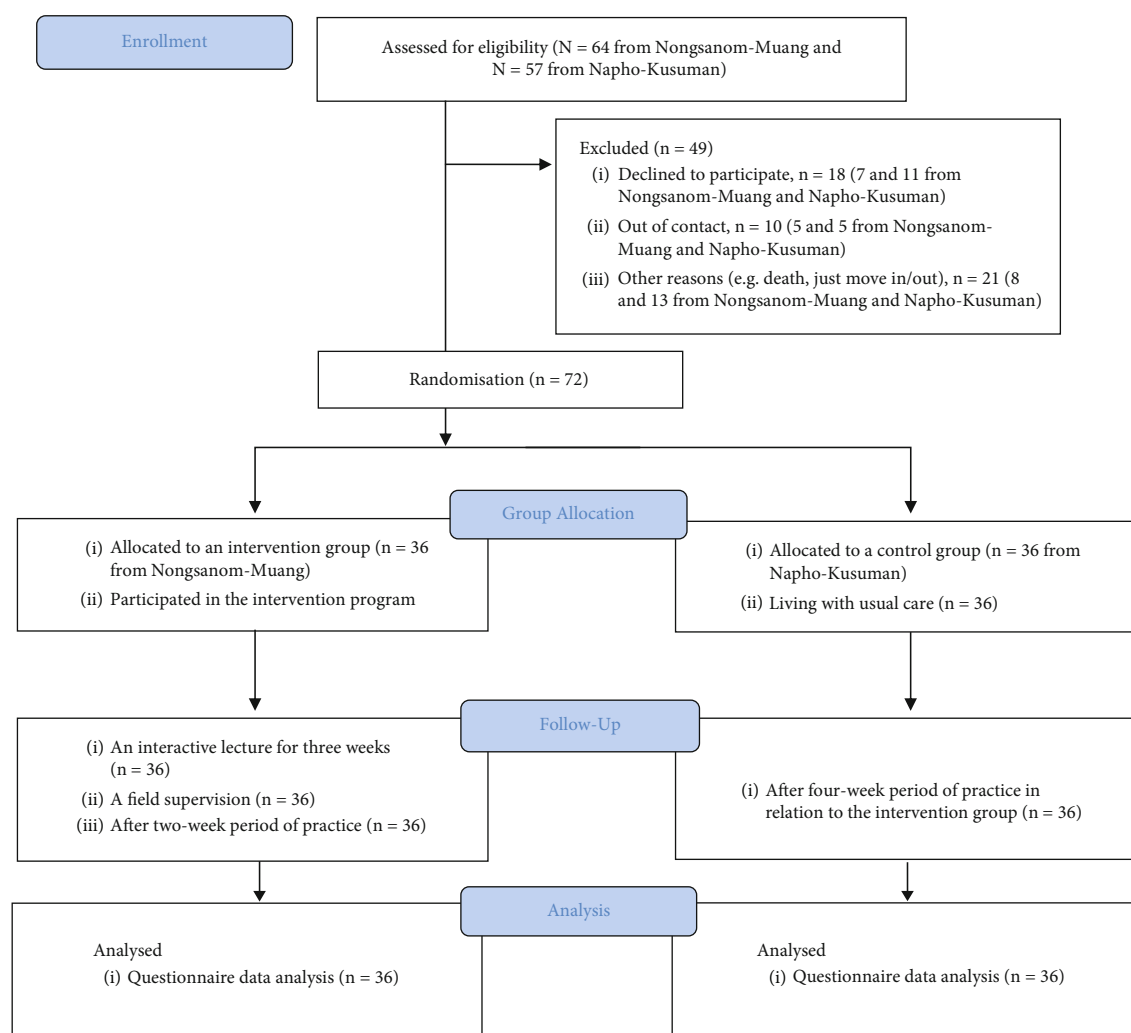 Enrollment
Assessed for eligibility (N = 64 from Nongsanom-Muang and
N = 57 from Napho-Kusuman)
Excluded (n = 49)
(i) Declined to participate, n = 18 (7 and 11 from
Nongsanom-Muang and Napho-Kusuman)
(ii) Out of contact, n = 10 (5 and 5 from Nongsanom-
Muang and Napho-Kusuman)
(iii) Other reasons (e.g. death, just move in/out), n = 21 (8
and 13 from Nongsanom-Muang and Napho-Kusuman)
Randomisation (n = 72)
Group Allocation
(i) Allocated to an intervention group (n = 36
from Nongsanom-Muang)
(ii) Participated in the intervention program
(i) Allocated to a control group (n = 36 from
Napho-Kusuman)
(ii) Living with usual care (n = 36)
Follow-Up
(i) An interactive lecture for three weeks
(n = 36)
(ii) A field supervision (n = 36)
(iii) After two-week period of practice (n = 36)
(i) After four-week period of practice in
relation to the intervention group (n = 36)
Analysis
Analysed
(i) Questionnaire data analysis (n = 36)
Analysed
(i) Questionnaire data analysis (n = 36)